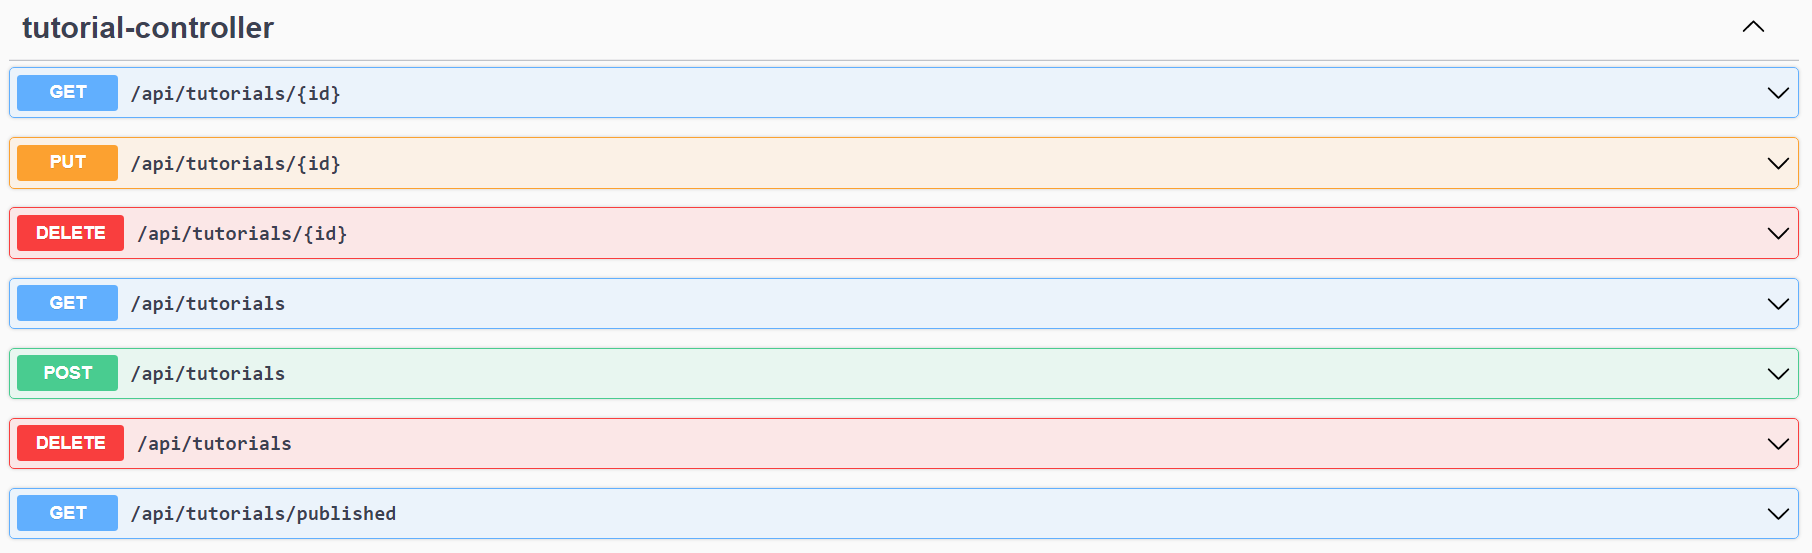 tutorial-controller
GET /api/tutorials/{id}
PUT /api/tutorials/{id}
DELETE /api/tutorials/{id}
GET /api/tutorials
POST /api/tutorials
DELETE /api/tutorials
GET /api/tutorials/published